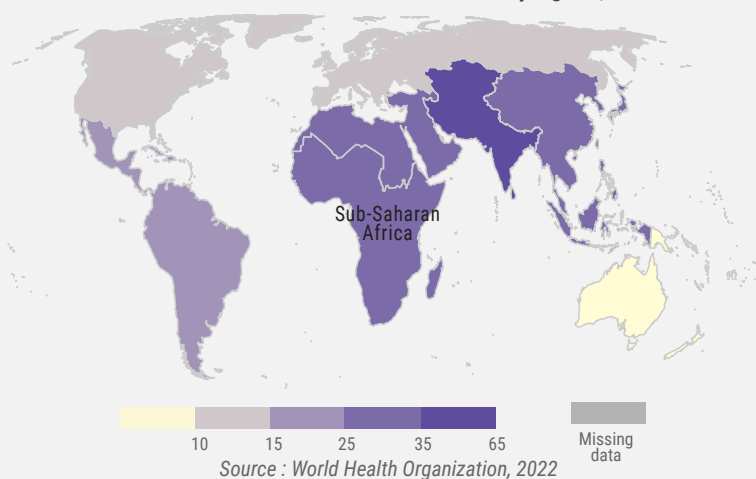 Sub-Saharan
Africa
10 15 25 35 65
Missing
data
Source : World Health Organization, 2022